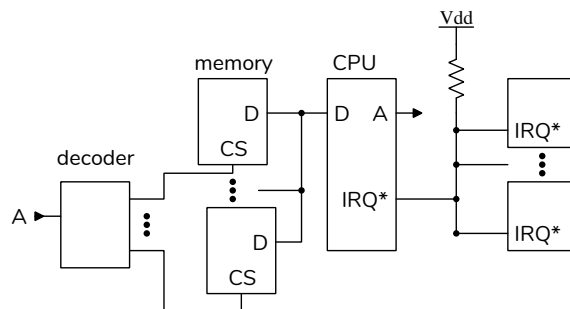 Vdd
memory
CPU
D
D
A
IRQ*
CS
decoder
A
IRQ*
IRQ*
D
CS